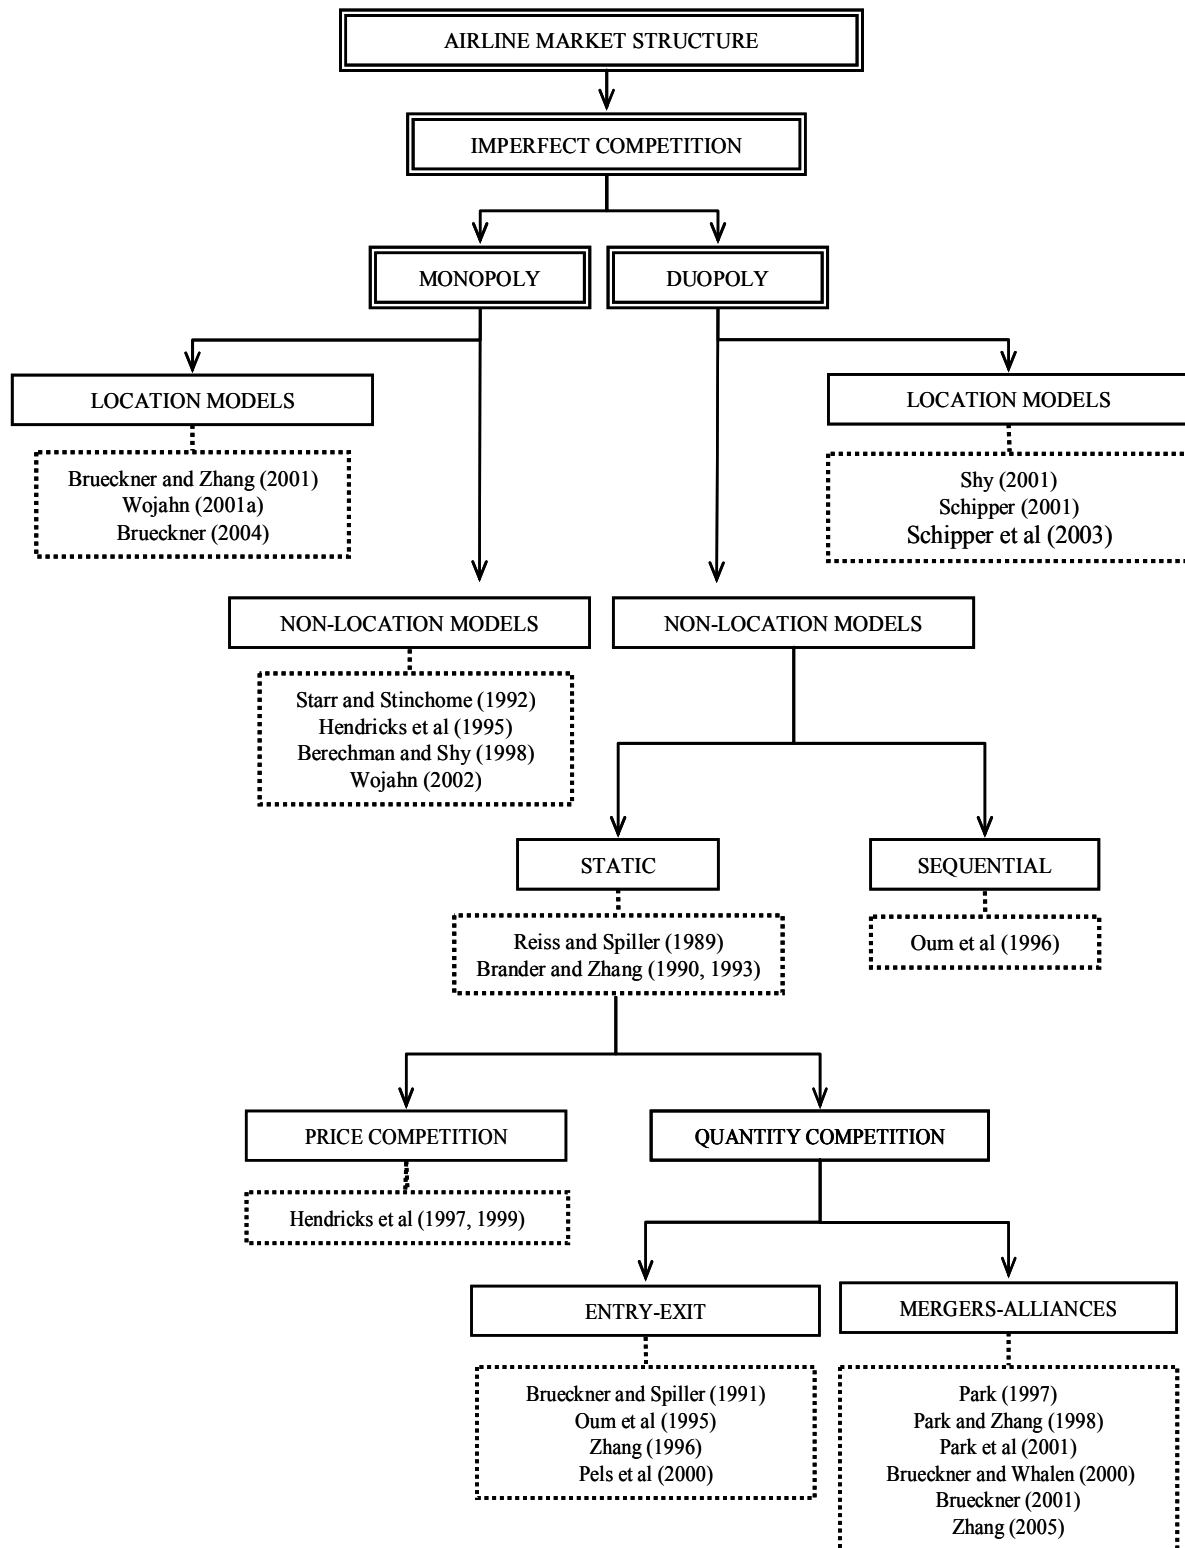 AIRLINE MARKET STRUCTURE
IMPERFECT COMPETITION
MONOPOLY
DUOPOLY
LOCATION MODELS
Brueckner and Zhang (2001)
Wojahn (2001a)
Brueckner (2004)
LOCATION MODELS
Shy (2001)
Schipper (2001)
Schipper et al (2003)
NON-LOCATION MODELS
Starr and Stinchome (1992)
Hendricks et al (1995)
Berechman and Shy (1998)
Wojahn (2002)
NON-LOCATION MODELS
STATIC
Reiss and Spiller (1989)
Brander and Zhang (1990, 1993)
SEQUENTIAL
Oum et al (1996)
PRICE COMPETITION
Hendricks et al (1997, 1999)
QUANTITY COMPETITION
ENTRY-EXIT
Brueckner and Spiller (1991)
Oum et al (1995)
Zhang (1996)
Pels et al (2000)
MERGERS-ALLIANCES
Park (1997)
Park and Zhang (1998)
Park et al (2001)
Brueckner and Whalen (2000)
Brueckner (2001)
Zhang (2005)